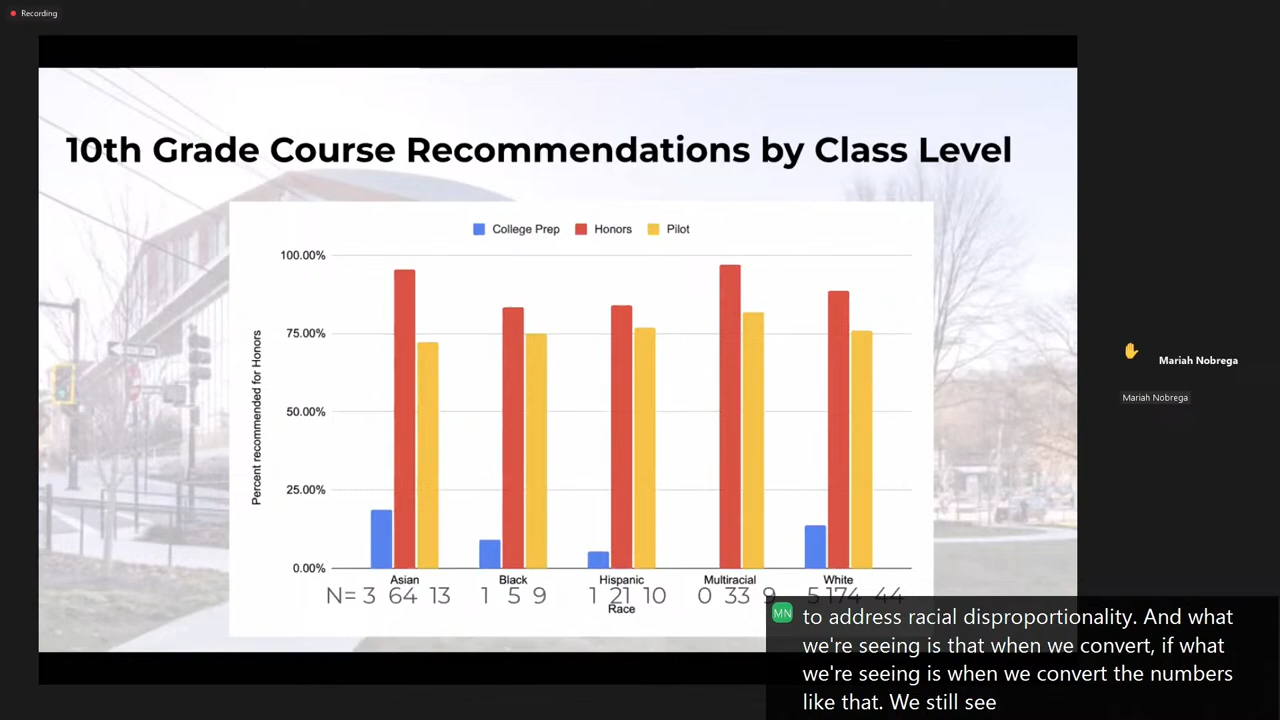 Recording
10th Grade Course Recommendations by Class Level
College Prep Honors Pilot
100.00%
75.00%
50.00%
25.00%
0.00%
Percent recommended for Honors
Asian Black Hispanic Multiracial White
N= 3 64 13 1 5 9 1 21 10 0 33 9 5 174 44
Race
Mariah Nobrega
Mariah Nobrega
MN
to address racial disproportionality. And what
we're seeing is that when we convert, if what
we're seeing is when we convert the numbers
like that. We still see